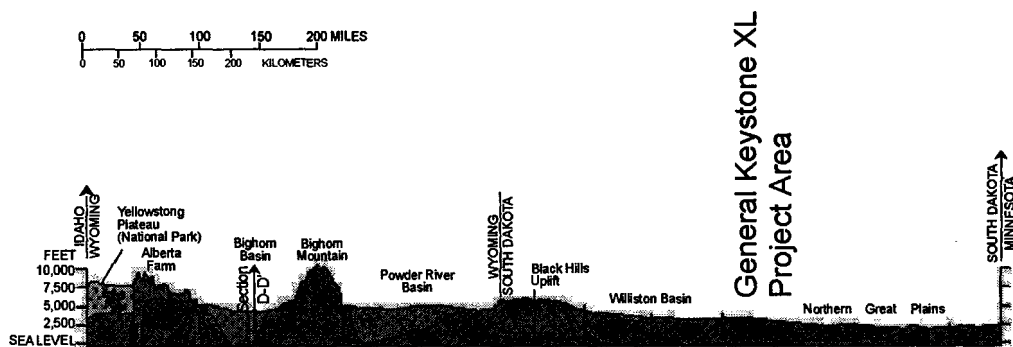 0 50 100 150 200 MILES
0 50 100 150 200 KILOMETERS
General Keystone XL
Project Area
IDAHO
WYOMING
Yellowstong
Plateau
(National Park)
Alberta
Farm
Bighorn
Basin
Section
D-D'
Bighorn
Mountain
Powder River
Basin
WYOMING
SOUTH DAKOTA
Black Hills
Uplift
Williston Basin
Northern Great Plains
SOUTH DAKOTA
MINNESOTA
FEET
10,000
7,500
5,000
2,500
SEA LEVEL